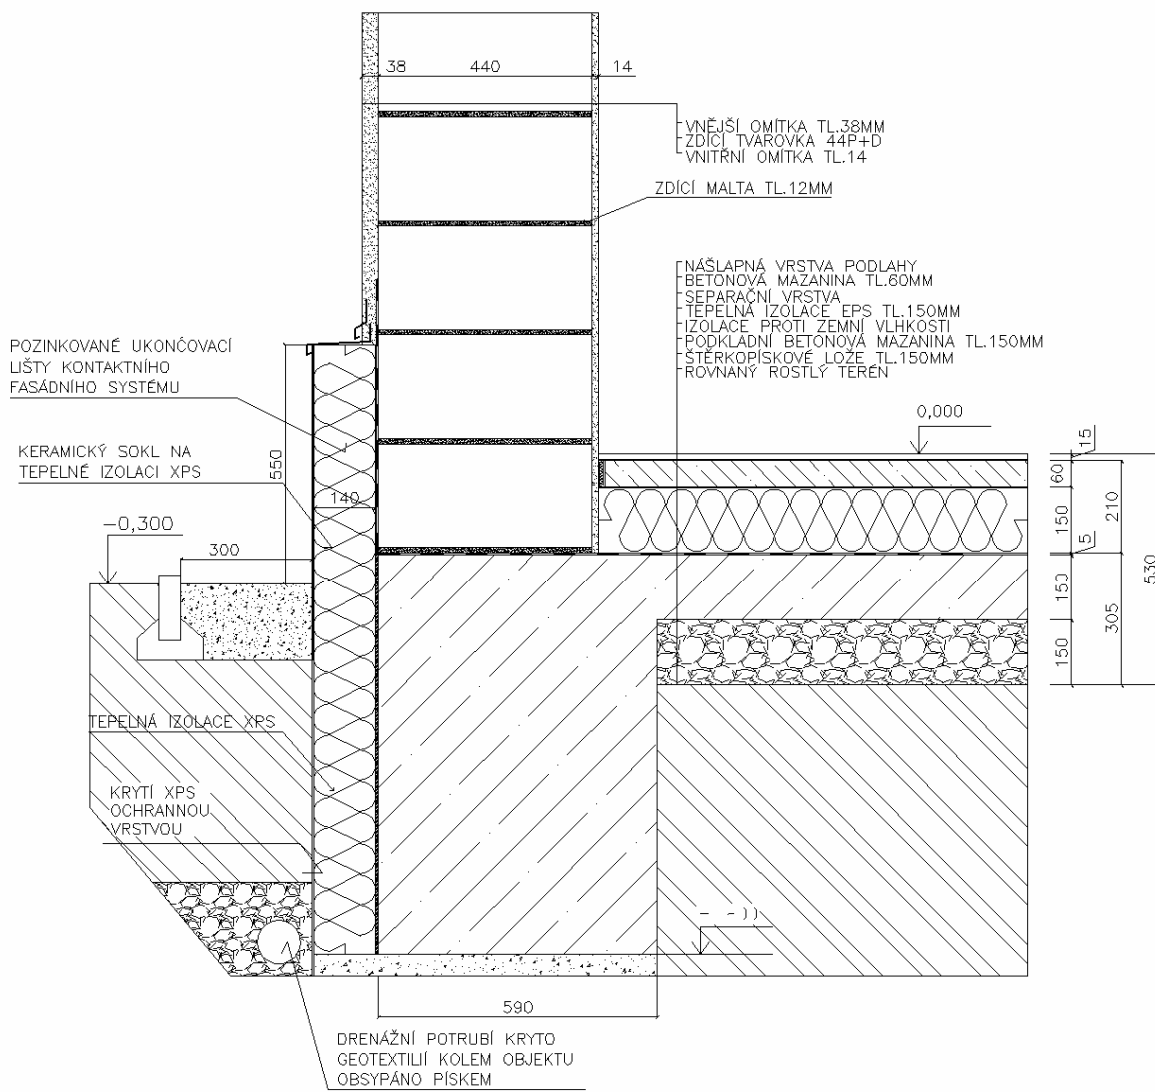 38 440 14
VNĚJŠÍ OMÍTKA TL.38MM
ZDÍCÍ TVAROVKA 44P+D
VNITŘNÍ OMÍTKA TL.14
ZDÍCÍ MALTA TL.12MM
NÁŠLAPNÁ VRSTVA PODLAHY
BETONOVÁ MAZANINA TL.60MM
SEPARAČNÍ VRSTVA
TEPELNÁ IZOLACE EPS TL.150MM
IZOLACE PROTI ZEMNÍ VLHKOSTI
PODKLADNÍ BETONOVÁ MAZANINA TL.150MM
ŠTĚRKOPÍSKOVÉ LOŽE TL.150MM
ROVNANÝ ROSTLÝ TERÉN
POZINKOVANÉ UKONČOVACÍ
LIŠTY KONTAKTNÍHO
FASÁDNÍHO SYSTÉMU
0,000
15
KERAMICKÝ SOKL NA
TEPELNÉ IZOLACI XPS
550
60
140
150
210
-0,300
300
5
530
150
305
150
TEPELNÁ IZOLACE XPS
KRYTÍ XPS
OCHRANNOU
VRSTVOU
590
DRENÁŽNÍ POTRUBÍ KRYTO
GEOTEXTILIÍ KOLEM OBJEKTU
OBSYPÁNO PÍSKEM